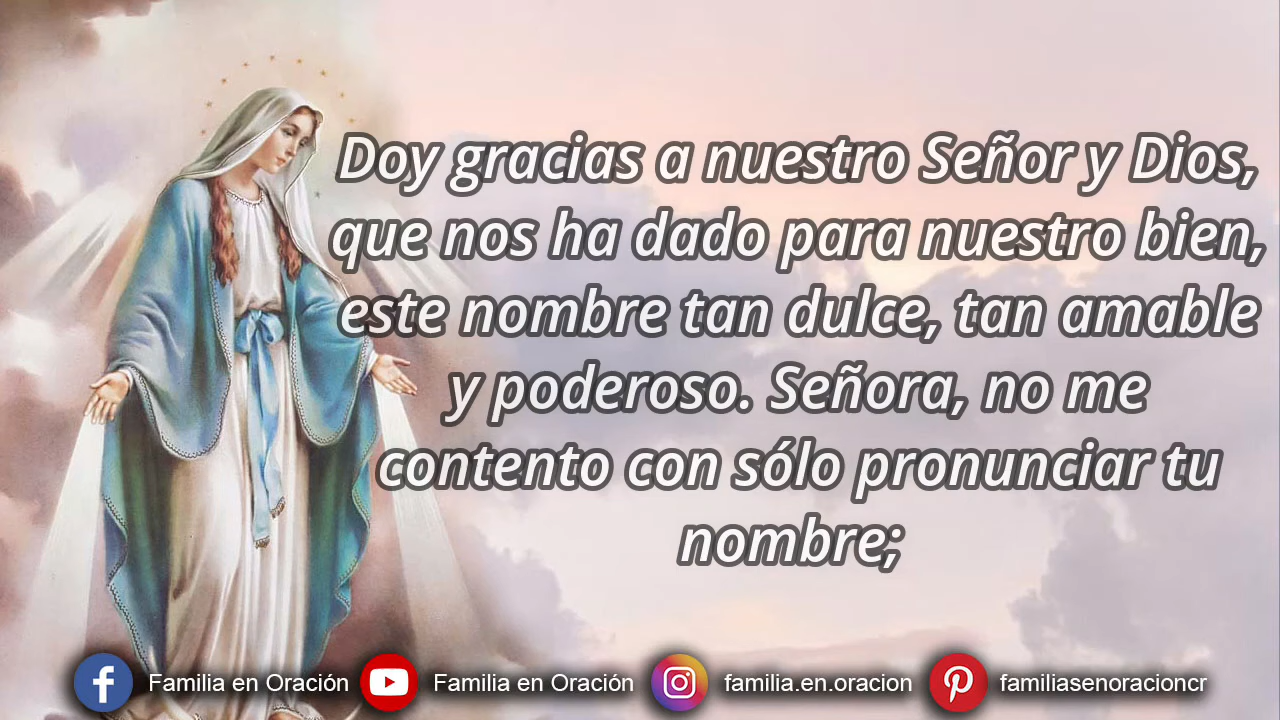 Doy gracias a nuestro Señor y Dios,
que nos ha dado para nuestro bien,
este nombre tan dulce, tan amable
y poderoso. Señora, no me
contento con sólo pronunciar tu
nombre;
Familia en Oración Familia en Oración familia.en.oracion familiasenoracioncr